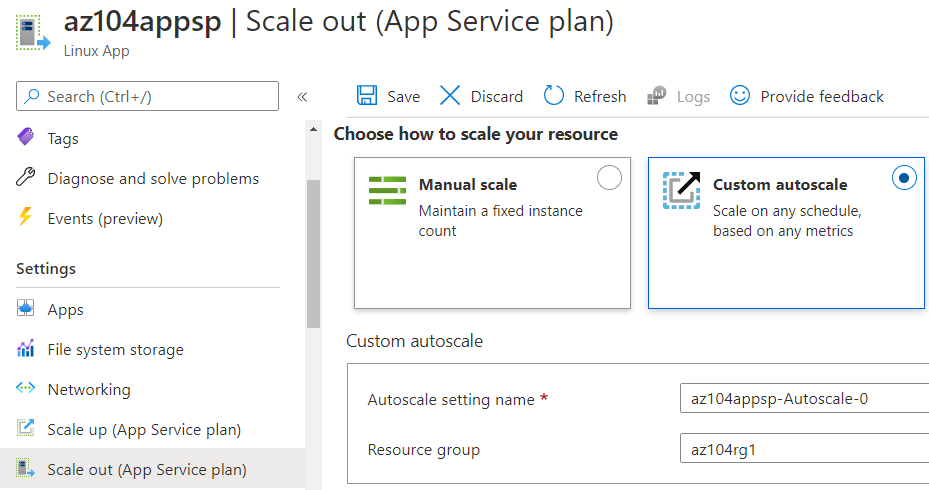 az104appsp | Scale out (App Service plan)
Linux App
Search (Ctrl+/)
«
Tags
Diagnose and solve problems
Events (preview)
Settings
Apps
File system storage
Networking
Scale up (App Service plan)
Scale out (App Service plan)
Save
Discard
Refresh
Logs
Provide feedback
Choose how to scale your resource
Manual scale
Maintain a fixed instance
count
Custom autoscale
Scale on any schedule,
based on any metrics
Custom autoscale
Autoscale setting name *
az104appsp-Autoscale-0
Resource group
az104rg1